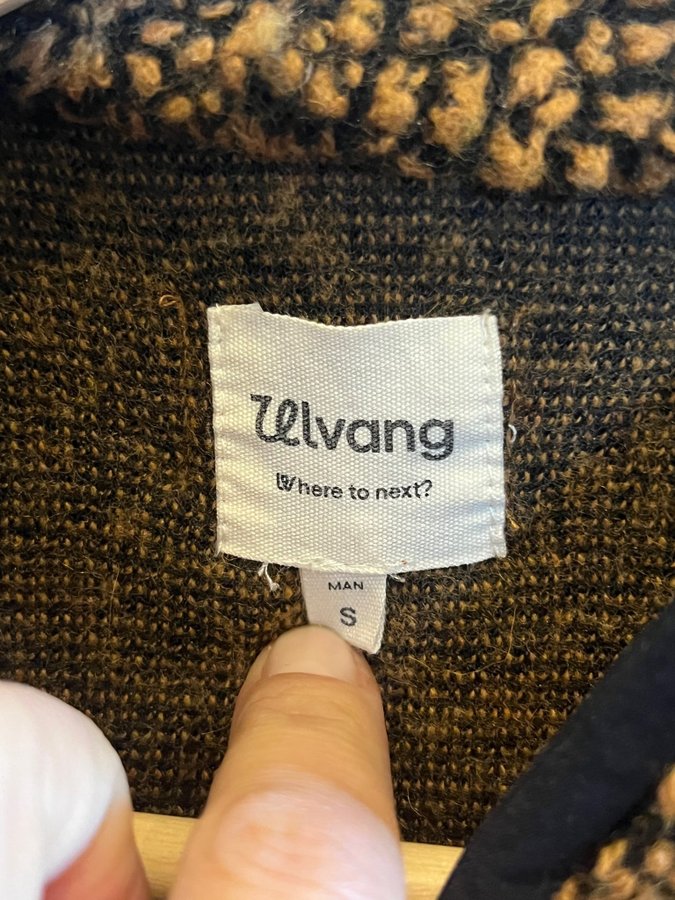 Ulvang
Where to next?
MAN
S